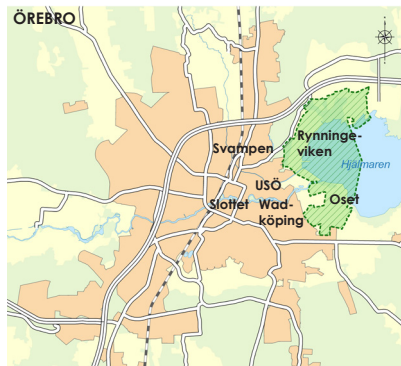 ÖREBRO
Rynninge-
viken
Svampen
Hjälmaren
USÖ
Slottet
Wad-
köping
Oset